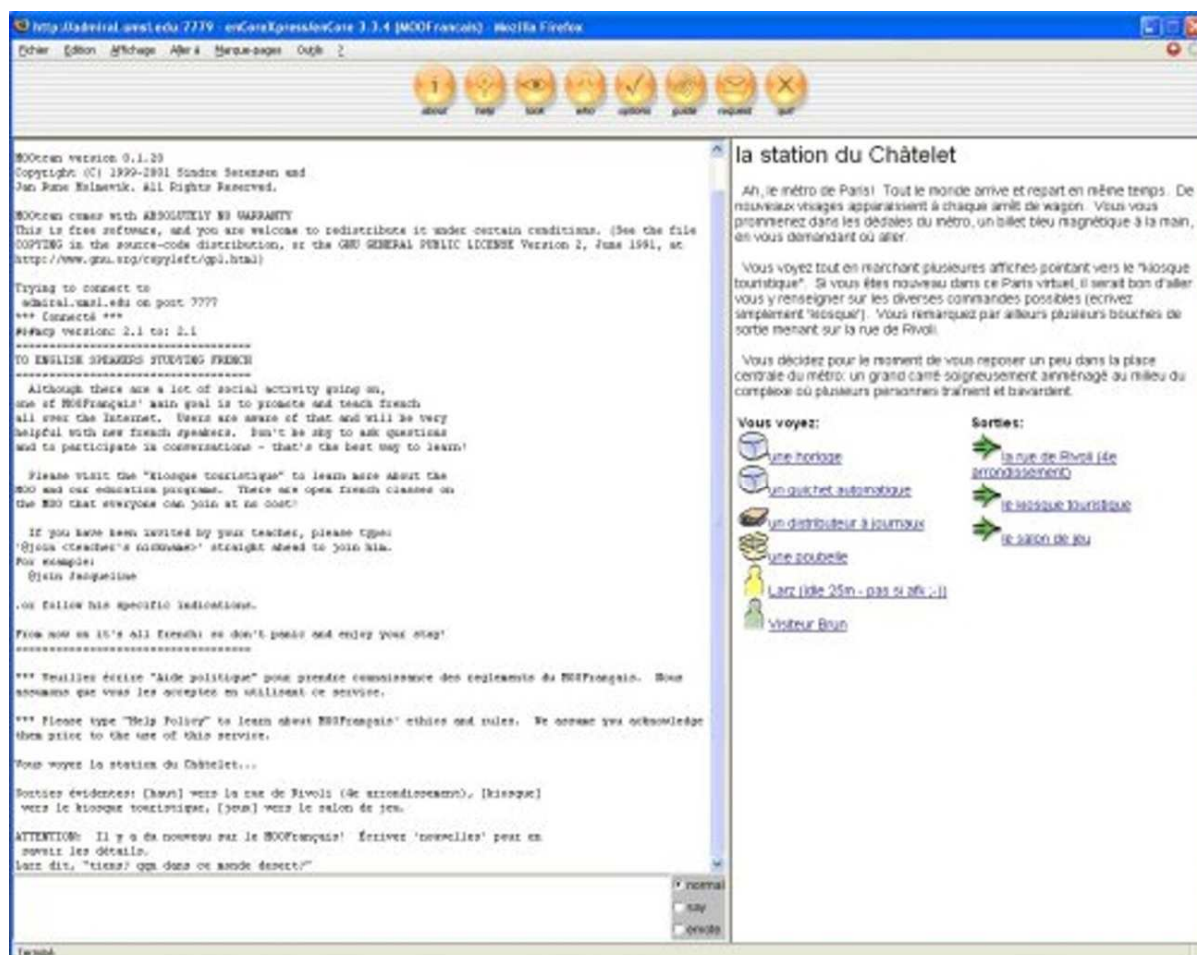 http://admiral.umsl.edu:7779 - enCoreXpress/enCore 3.3.4 (MOOFrancais) - Mozilla Firefox
Fichier Edition Affichage Aller à Marque-pages Outils ?
about help look who options guide request quit
MOOtcan version 0.1.20
Copyright (C) 1999-2001 Sindre Sorensen and
Jan Rune Holmevik. All Rights Reserved.
MOOtcan comes with ABSOLUTELY NO WARRANTY
This is free software, and you are welcome to redistribute it under certain conditions. (See the file
COPYING in the source-code distribution, or the GNU GENERAL PUBLIC LICENSE Version 2, June 1991, at
http://www.gnu.org/copyleft/gpl.html)
Trying to connect to
admiral.umsl.edu on port 7777
*** Connecté ***
#$#mcp version: 2.1 to: 2.1
===================================
TO ENGLISH SPEAKERS STUDYING FRENCH
===================================
Although there are a lot of social activity going on,
one of MOOFrançais' main goal is to promote and teach french
all over the Internet. Users are aware of that and will be very
helpful with new french speakers. Don't be shy to ask questions
and to participate in conversations - that's the best way to learn!
Please visit the "Kiosque touristique" to learn more about the
MOO and our education programs. There are open french classes on
the MOO that everyone can join at no cost!
If you have been invited by your teacher, please type:
'@join <teacher's nickname>' straight ahead to join him.
For example:
@join Jacqueline
.or follow his specific indications.
From now on it's all french: so don't panic and enjoy your stay!
===================================
*** Veuillez écrire "Aide politique" pour prendre connaissance des reglements du MOOFrançais. Nous
assumons que vous les acceptez en utilisant ce service.
*** Please type "Help Policy" to learn about MOOFrançais' ethics and rules. We assume you acknowledge
them prior to the use of this service.
Vous voyez la station du Châtelet...
Sorties évidentes: [haut] vers la rue de Rivoli (4e arrondissement), [kiosque]
vers le kiosque touristique, [jeux] vers le salon de jeu.
ATTENTION: Il y a du nouveau sur le MOOFrançais! Écrivez 'nouvelles' pour en
savoir les détails.
Larz dit, "tiens! qqn dans ce monde desert?"
normal
say
emote
Terminé
la station du Châtelet
Ah, le métro de Paris! Tout le monde arrive et repart en même temps. De
nouveaux visages apparaissent à chaque arrêt de wagon. Vous vous
prommenez dans les dédales du métro, un billet bleu magnétique à la main,
en vous demandant où aller.
Vous voyez tout en marchant plusieures affiches pointant vers le "kiosque
touristique". Si vous êtes nouveau dans ce Paris virtuel, il serait bon d'aller
vous y renseigner sur les diverses commandes possibles (ecrivez
simplement 'kiosque'). Vous remarquez par ailleurs plusieurs bouches de
sortie menant sur la rue de Rivoli.
Vous décidez pour le moment de vous reposer un peu dans la place
centrale du métro: un grand carré soigneusement amménagé au milieu du
complexe où plusieurs personnes traînent et bavardent.
Vous voyez:
une horloge
un guichet automatique
un distributeur à journaux
une poubelle
Larz (idle 25m - pas si afk ;-))
Visiteur Brun
Sorties:
la rue de Rivoli (4e
arrondissement)
le kiosque touristique
le salon de jeu